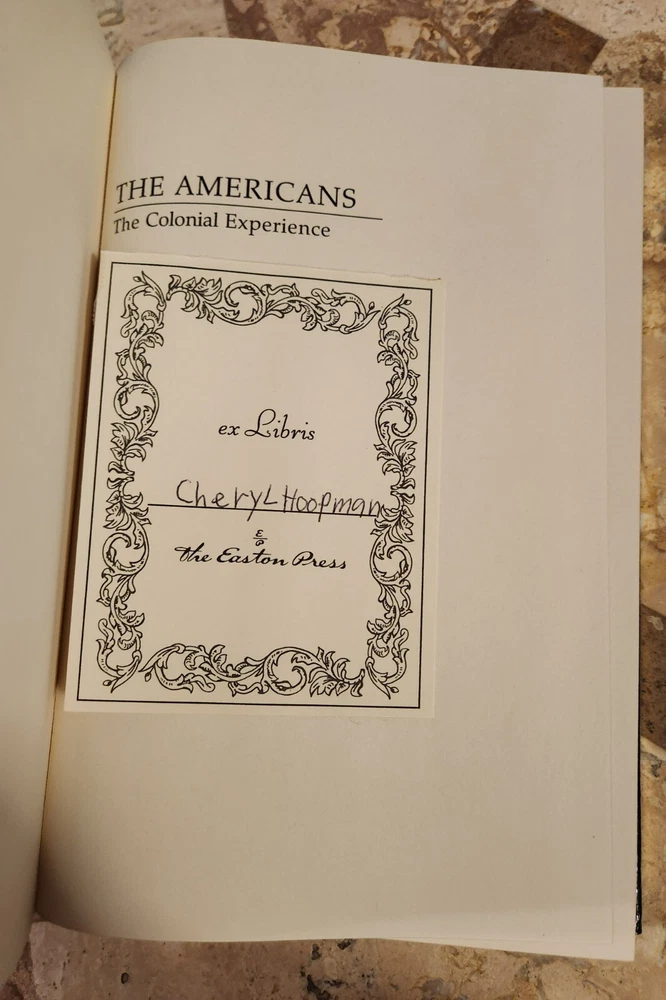 THE AMERICANS
The Colonial Experience
ex Libris
Cheryl Hoopman
E
P
the Easton Press